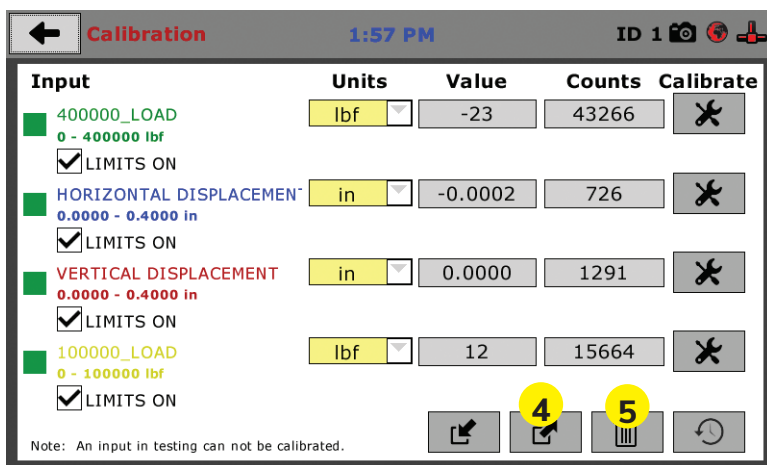 Calibration 1:57 PM ID 1
Input Units Value Counts Calibrate
400000_LOAD lbf -23 43266
0 - 400000 lbf
LIMITS ON
HORIZONTAL DISPLACEMEN in -0.0002 726
0.0000 - 0.4000 in
LIMITS ON
VERTICAL DISPLACEMENT in 0.0000 1291
0.0000 - 0.4000 in
LIMITS ON
100000_LOAD lbf 12 15664
0 - 100000 lbf
LIMITS ON
4 5
Note: An input in testing can not be calibrated.